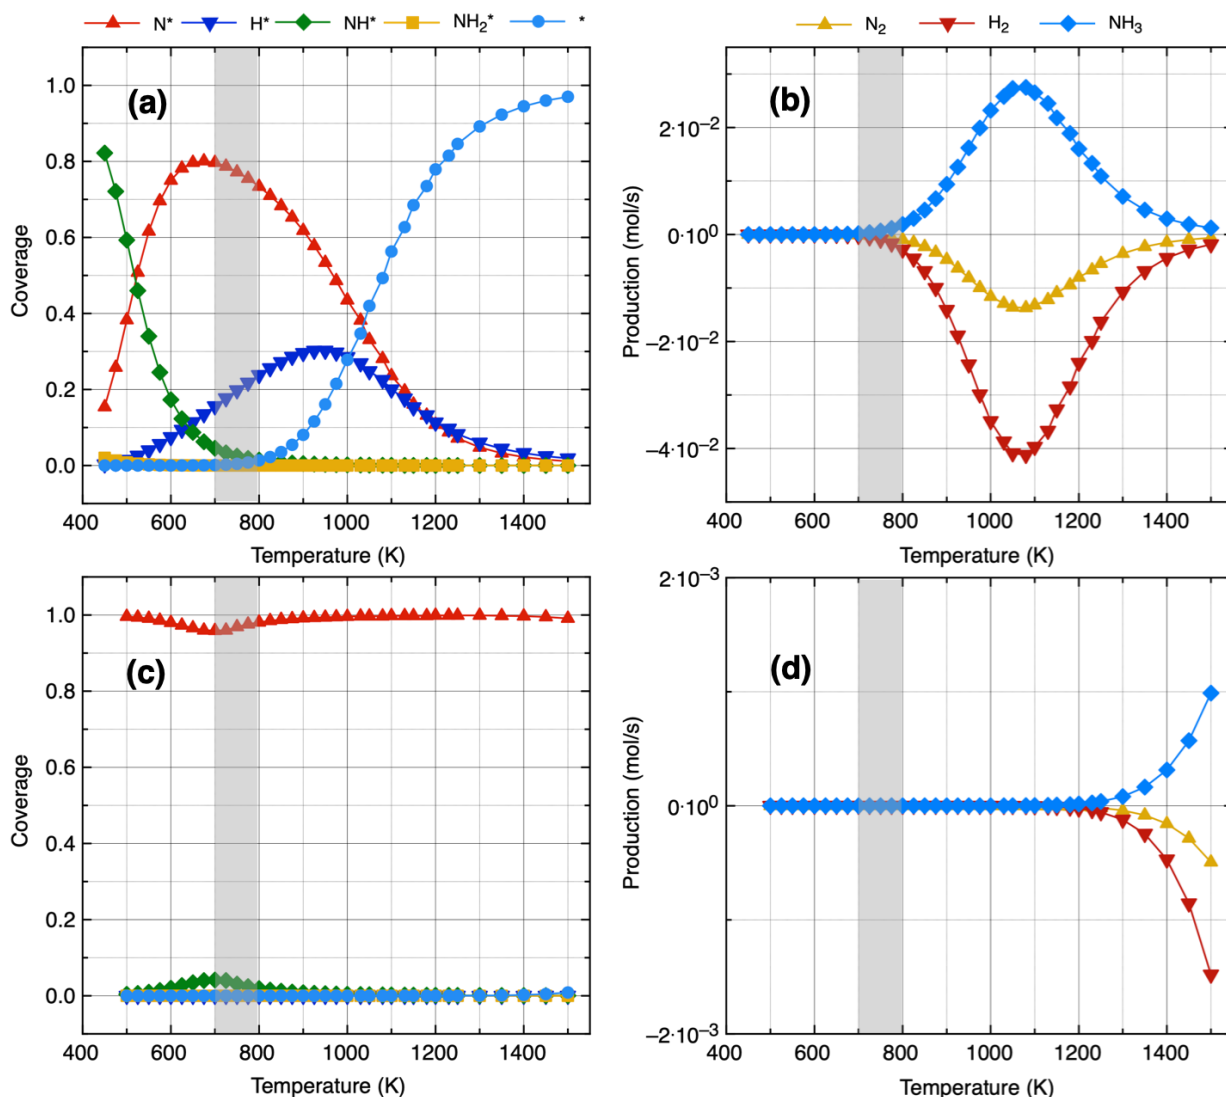 N* H* NH* NH₂* *
N₂ H₂ NH₃
(a)
1.0
0.8
0.6
0.4
0.2
0.0
Coverage
400 600 800 1000 1200 1400
Temperature (K)
(b)
2·10⁻²
0·10⁰
−2·10⁻²
−4·10⁻²
Production (mol/s)
400 600 800 1000 1200 1400
Temperature (K)
(c)
1.0
0.8
0.6
0.4
0.2
0.0
Coverage
400 600 800 1000 1200 1400
Temperature (K)
(d)
2·10⁻³
0·10⁰
−2·10⁻³
Production (mol/s)
400 600 800 1000 1200 1400
Temperature (K)